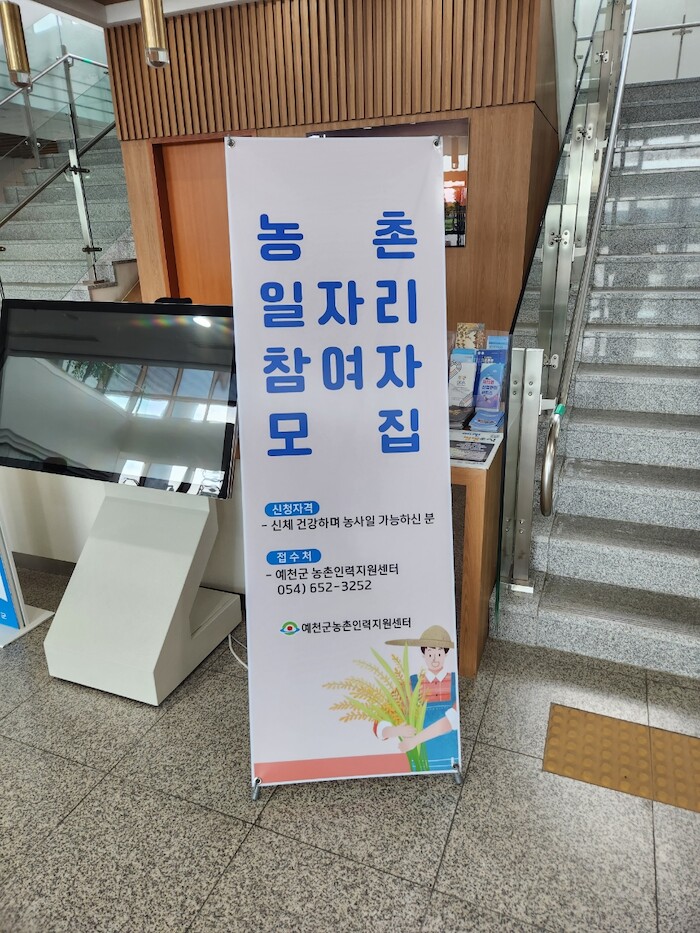 농 촌
일자리
참여자
모 집
신청자격
- 신체 건강하며 농사일 가능하신 분
접수처
- 예천군 농촌인력지원센터
054) 652-3252
예천군농촌인력지원센터